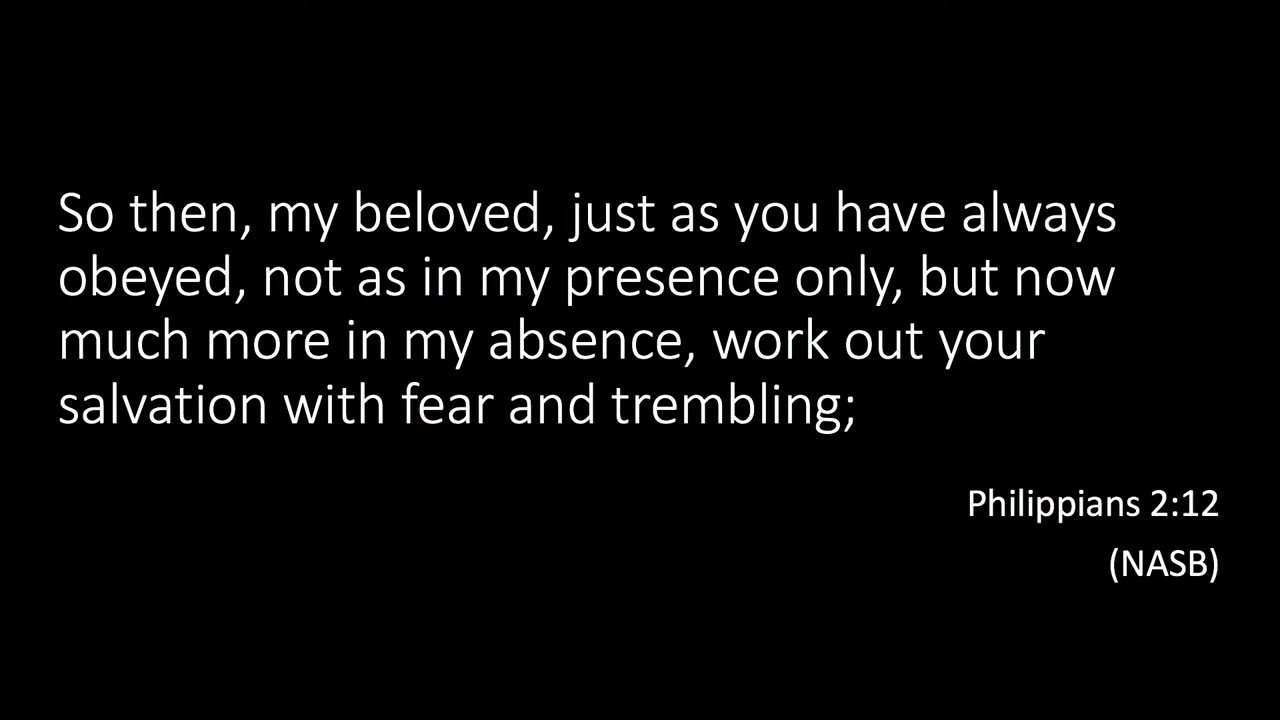 So then, my beloved, just as you have always
obeyed, not as in my presence only, but now
much more in my absence, work out your
salvation with fear and trembling;
Philippians 2:12
(NASB)